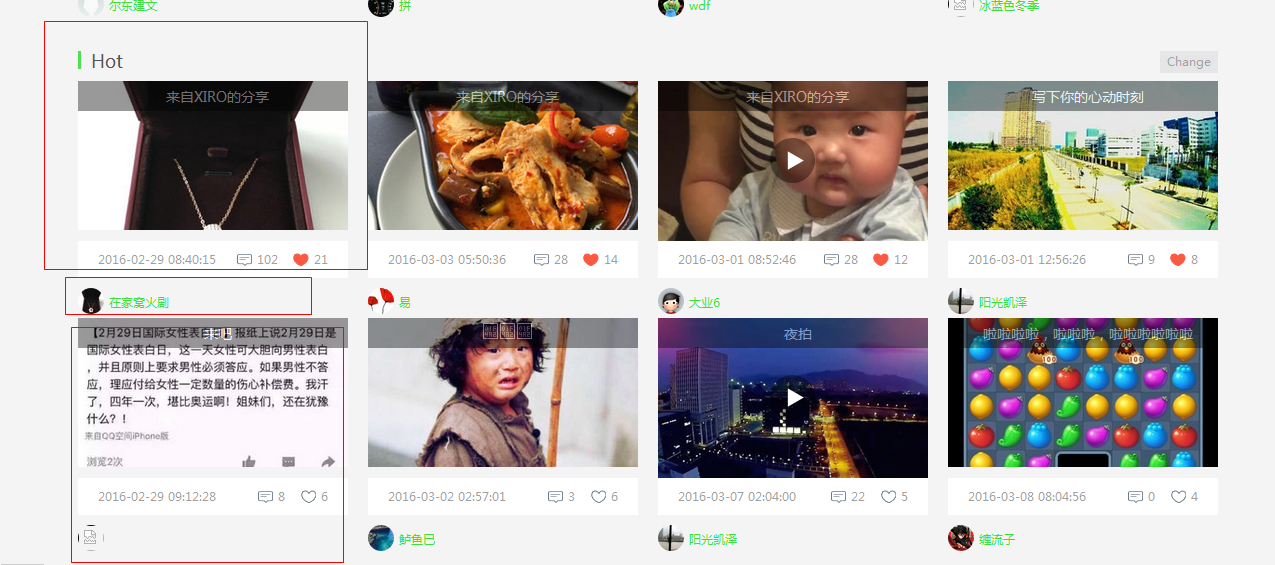 尔东建文 拼 wdf 冰蓝色冬季
Hot Change
来自XIRO的分享 来自XIRO的分享 来自XIRO的分享 写下你的心动时刻
2016-02-29 08:40:15 102 21 2016-03-03 05:50:36 28 14 2016-03-01 08:52:46 28 12 2016-03-01 12:56:26 9 8
在家窝火刷 易 大业6 阳光凯泽
【2月29日国际女性表白日】报纸上说2月29日是
国际女性表白日，这一天女性可大胆向男性表白
，并且原则上要求男性必须答应。如果男性不答
应，理应付给女性一定数量的伤心补偿费。我汗
了，四年一次，堪比奥运啊！姐妹们，还在犹豫
什么？！
来自QQ空间iPhone版
浏览2次
夜拍 啦啦啦啦，啦啦啦，啦啦啦啦啦啦
100 100
2016-02-29 09:12:28 8 6 2016-03-02 02:57:01 3 6 2016-03-07 02:04:00 22 5 2016-03-08 08:04:56 0 4
鲈鱼巳 阳光凯泽 缠流子